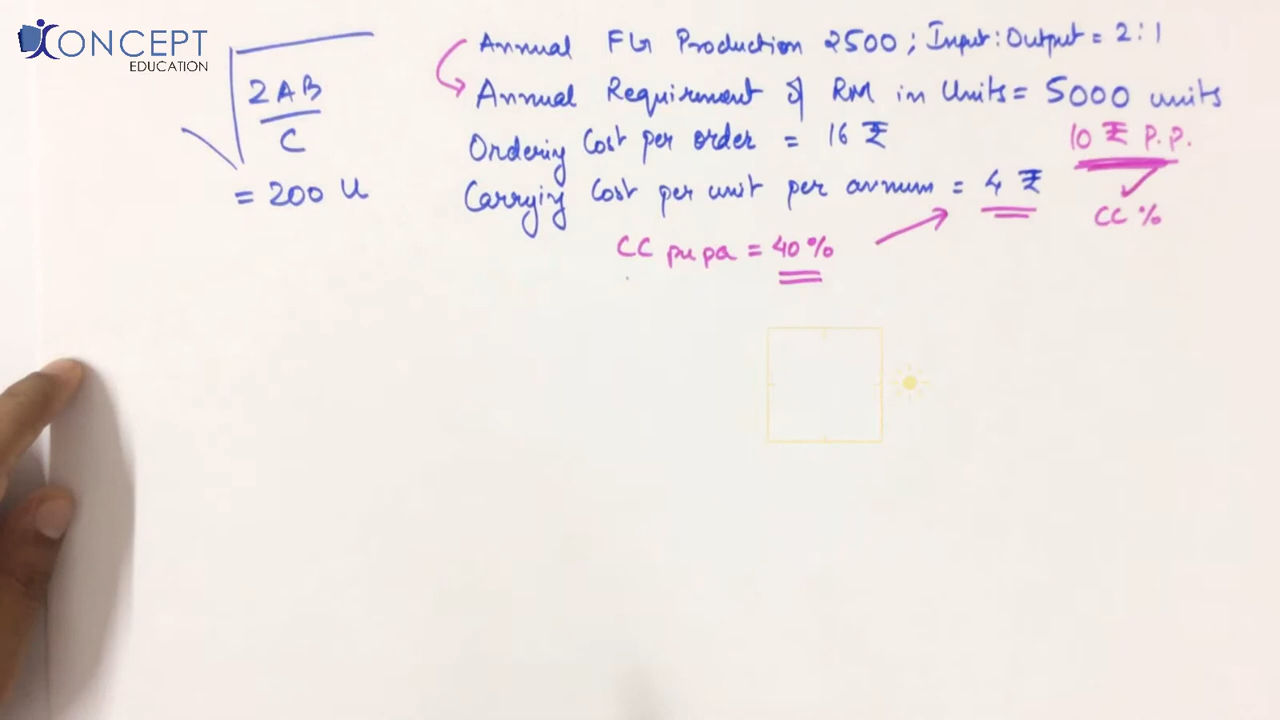 KONCEPT
EDUCATION
√2AB/C
= 200 U
Annual FG Production 2500 ; Input : Output = 2 : 1
Annual Requirement of RM in Units = 5000 units
Ordering Cost per order = 16 ₹
10 ₹ P.P.
Carrying Cost per unit per annum = 4 ₹
CC %
CC pu pa = 40 %